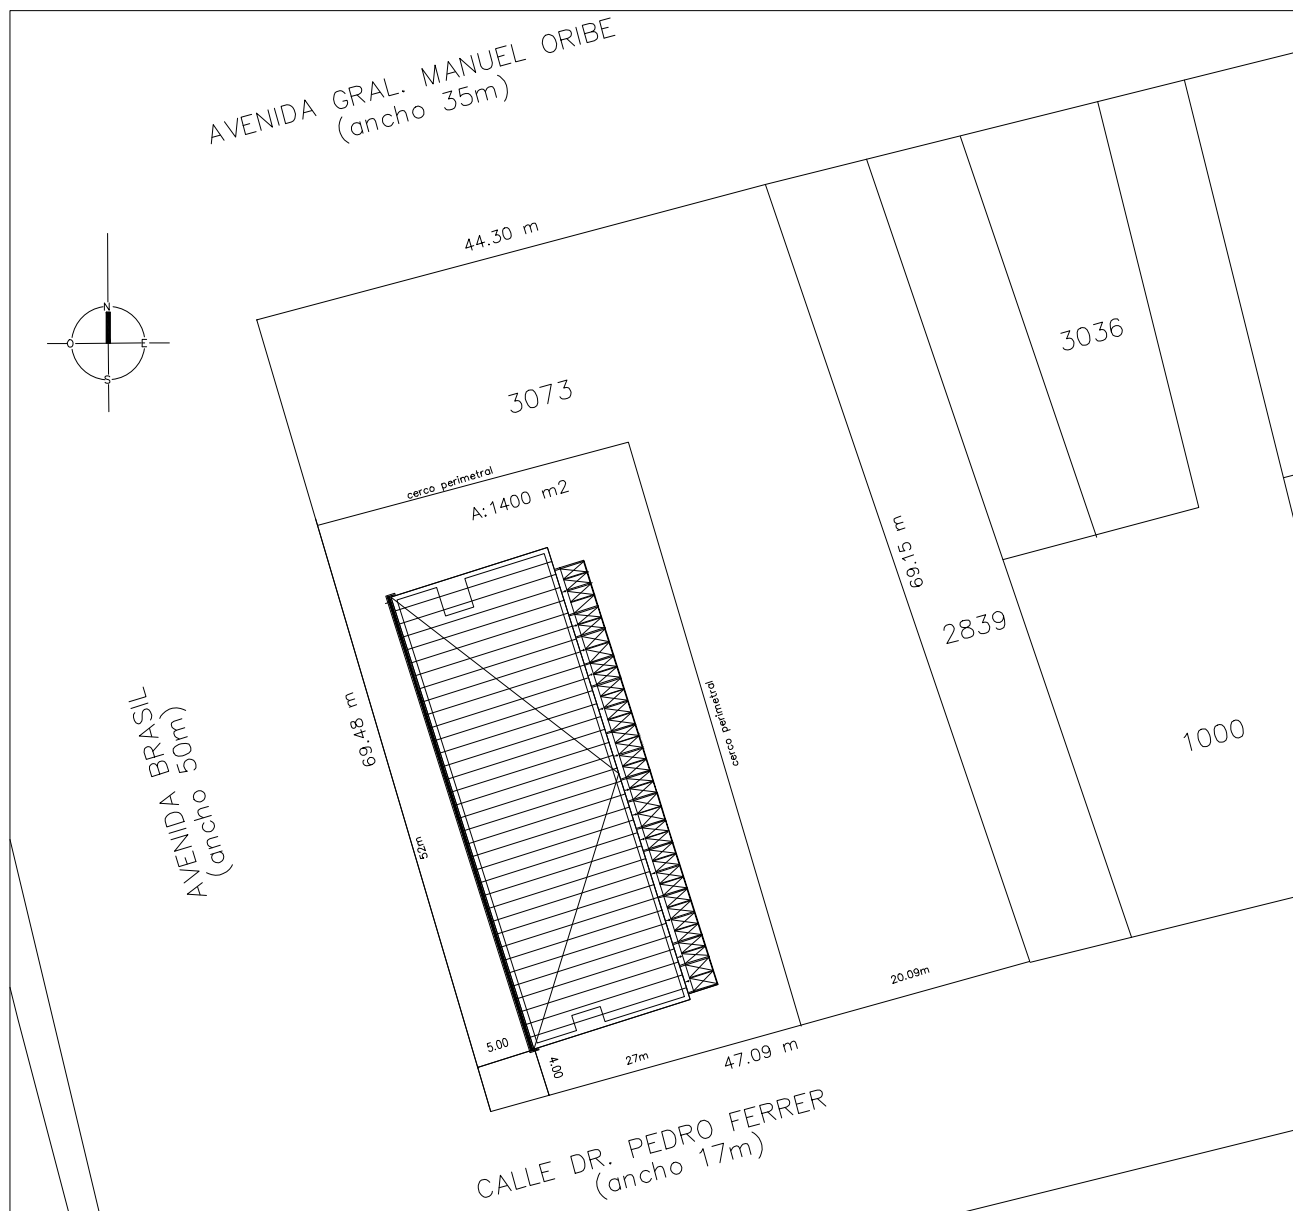 AVENIDA GRAL. MANUEL ORIBE
(ancho 35m)
44.30 m
N
O
E
S
3036
3073
cerco perimetral
A:1400 m2
69.15 m
2839
1000
cerco perimetral
AVENIDA BRASIL
(ancho 50m)
69.48 m
52m
5.00
4.00
27m
47.09 m
20.09m
CALLE DR. PEDRO FERRER
(ancho 17m)